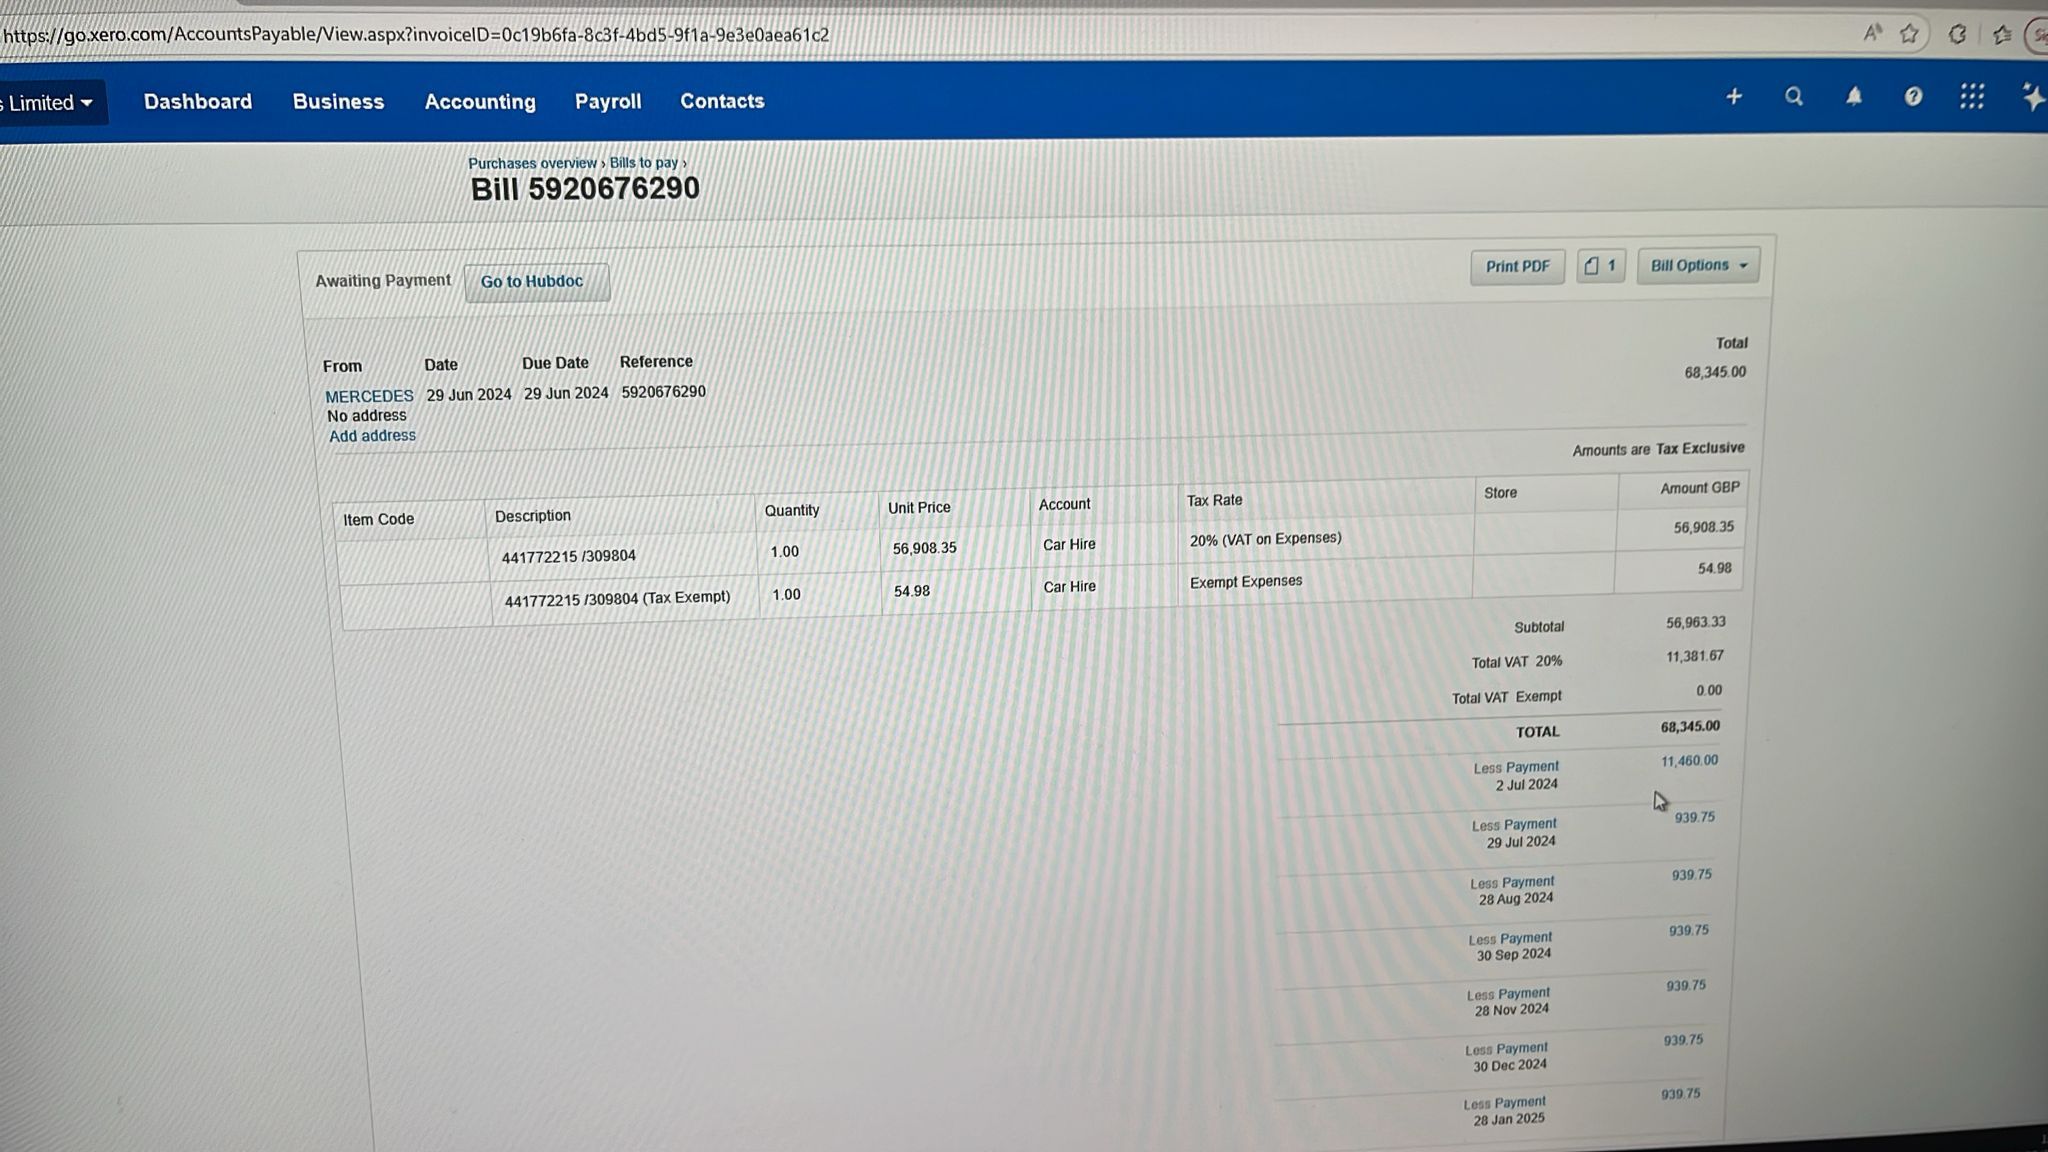 https://go.xero.com/AccountsPayable/View.aspx?invoiceID=0c19b6fa-8c3f-4bd5-9f1a-9e3e0aea61c2
s Limited Dashboard Business Accounting Payroll Contacts
Purchases overview › Bills to pay ›
Bill 5920676290
Awaiting Payment Go to Hubdoc Print PDF 1 Bill Options
From Date Due Date Reference Total
MERCEDES 29 Jun 2024 29 Jun 2024 5920676290 68,345.00
No address
Add address
Amounts are Tax Exclusive
Item Code Description Quantity Unit Price Account Tax Rate Store Amount GBP
441772215 /309804 1.00 56,908.35 Car Hire 20% (VAT on Expenses) 56,908.35
441772215 /309804 (Tax Exempt) 1.00 54.98 Car Hire Exempt Expenses 54.98
Subtotal 56,963.33
Total VAT 20% 11,381.67
Total VAT Exempt 0.00
TOTAL 68,345.00
Less Payment 11,460.00
2 Jul 2024
Less Payment 939.75
29 Jul 2024
Less Payment 939.75
28 Aug 2024
Less Payment 939.75
30 Sep 2024
Less Payment 939.75
28 Nov 2024
Less Payment 939.75
30 Dec 2024
Less Payment 939.75
28 Jan 2025